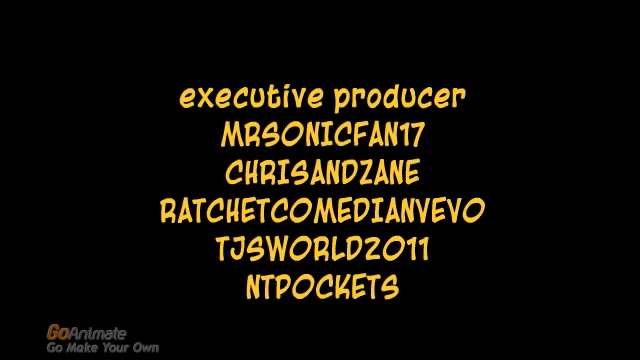 executive producer
MRSONICFAN17
CHRISANDZANE
RATCHETCOMEDIANVEVO
TJSWORLD2011
NTPOCKETS
GoAnimate
Go Make Your Own